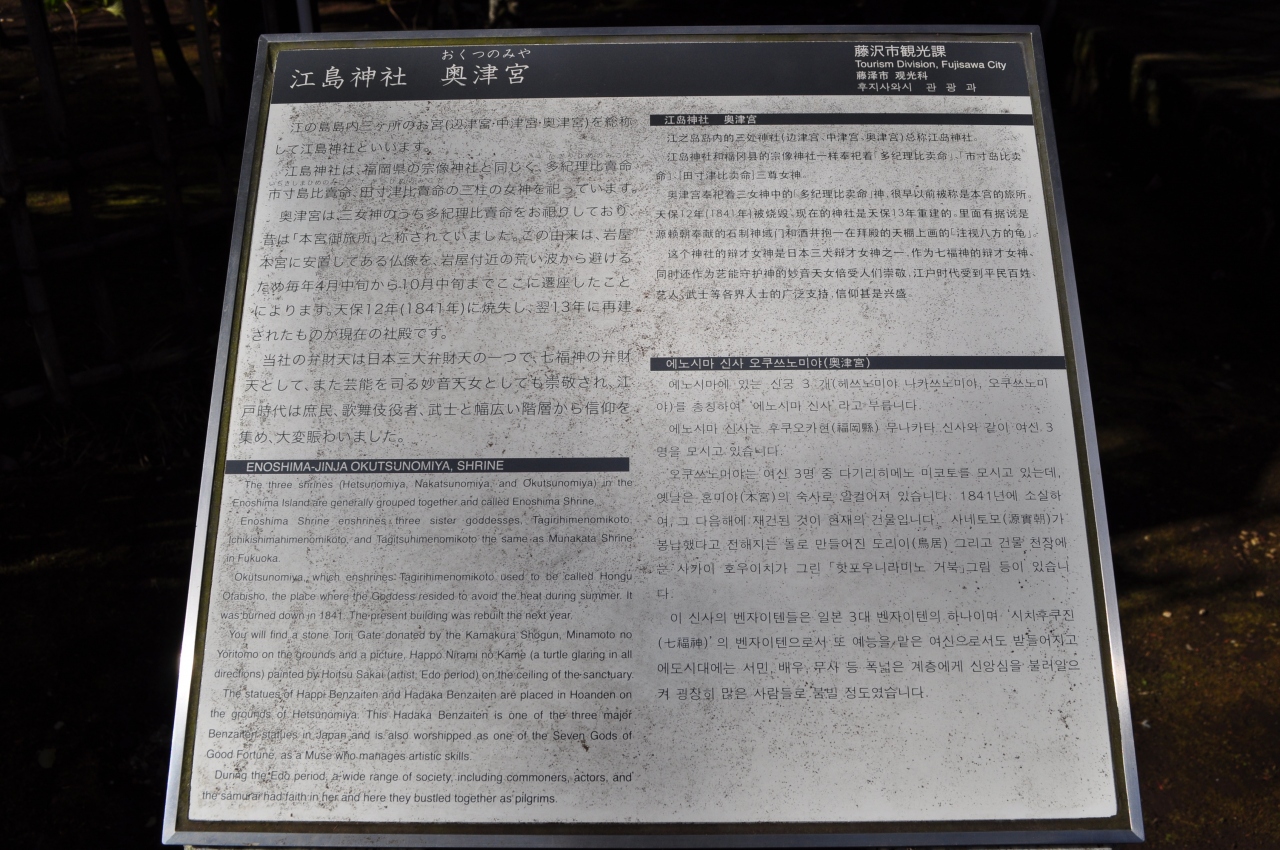 江島神社 奥津宮
おくつのみや
藤沢市観光課
Tourism Division, Fujisawa City
藤泽市 观光科
후지사와시 관 광 과
江の島島内三ケ所のお宮(辺津宮・中津宮・奥津宮)を総称
して江島神社といいます。
江島神社は、福岡県の宗像神社と同じく、多紀理比賣命
市寸島比賣命、田寸津比賣命の三柱の女神を祀っています。
奥津宮は、三女神のうち多紀理比賣命をお祀りしており、
昔は「本宮御旅所」と称されていました。この由来は、岩屋
本宮に安置してある仏像を、岩屋付近の荒い波から避ける
ため毎年4月中旬から10月中旬までここに遷座したこと
によります。天保12年(1841年)に焼失し、翌13年に再建
されたものが現在の社殿です。
当社の弁財天は日本三大弁財天の一つで、七福神の弁財
天として、また芸能を司る妙音天女としても崇敬され、江
戸時代は庶民、歌舞伎役者、武士と幅広い階層から信仰を
集め、大変賑わいました。
ENOSHIMA-JINJA OKUTSUNOMIYA, SHRINE
The three shrines (Hetsunomiya, Nakatsunomiya, and Okutsunomiya) in the
Enoshima Island are generally grouped together and called Enoshima Shrine.
Enoshima Shrine enshrines three sister goddesses, Tagirihimenomikoto,
Ichikishimahimenomikoto, and Tagitsuhimenomikoto the same as Munakata Shrine
in Fukuoka.
Okutsunomiya, which enshrines Tagirihimenomikoto, used to be called Hongu
Otabisho, the place where the Goddess resided to avoid the heat during summer. It
was burned down in 1841. The present building was rebuilt the next year.
You will find a stone Torii Gate donated by the Kamakura Shogun, Minamoto no
Yoritomo on the grounds and a picture, Happo Nirami no Kame (a turtle glaring in all
directions) painted by Hoitsu Sakai (artist, Edo period) on the ceiling of the sanctuary.
The statues of Happi Benzaiten and Hadaka Benzaiten are placed in Hoanden on
the grounds of Hetsunomiya. This Hadaka Benzaiten is one of the three major
Benzaiten statues in Japan and is also worshipped as one of the Seven Gods of
Good Fortune, as a Muse who manages artistic skills.
During the Edo period, a wide range of society, including commoners, actors, and
the samurai had faith in her and here they bustled together as pilgrims.
江岛神社 奥津宫
江之岛岛内的三处神社(边津宫、中津宫、奥津宫)总称江岛神社。
江岛神社和福冈县的宗像神社一样奉祀着「多纪理比卖命」、「市寸岛比卖
命」、「田寸津比卖命」三尊女神。
奥津宫奉祀着三女神中的「多纪理比卖命」神,很早以前被称是本宫的旅所。
天保12年(1841年)被烧毁,现在的神社是天保13年重建的。里面有据说是
源赖朝奉献的石制神域门和酒井抱一在拜殿的天棚上画的「注视八方的龟」。
这个神社的辩才女神是日本三大辩才女神之一,作为七福神的辩才女神、
同时还作为艺能守护神的妙音天女倍受人们崇敬、江户时代受到平民百姓、
艺人、武士等各界人士的广泛支持,信仰甚是兴盛。
에노시마 신사 오쿠쓰노미야(奧津宮)
에노시마에 있는 신궁 3 개(헤쓰노미야 나카쓰노미야, 오쿠쓰노미
야)를 총칭하여 '에노시마 신사' 라고 부릅니다.
에노시마 신사는 후쿠오카현(福岡縣) 무나카타 신사와 같이 여신 3
명을 모시고 있습니다.
오쿠쓰노머야는 여신 3명 중 다기리히메노 미코토를 모시고 있는데,
옛날은 혼미야(本宮)의 숙사로 일컬어져 있습니다. 1841년에 소실하
여, 그 다음해에 재건된 것이 현재의 건물입니다. 사네토모(源實朝)가
봉납했다고 전해지는 돌로 만들어진 도리이(鳥居) 그리고 건물 천장에
는 사카이 호우이치가 그린 「핫포우니라미노 거북」그림 등이 있습니
다.
이 신사의 벤자이텐들은 일본 3대 벤자이텐의 하나이며 '시치후쿠진
(七福神)' 의 벤자이텐으로서 또 예능을 맡은 여신으로서도 받들어지고
에도시대에는 서민, 배우, 무사 등 폭넓은 계층에게 신앙심을 불러일으
켜 굉장히 많은 사람들로 붐빌 정도였습니다.